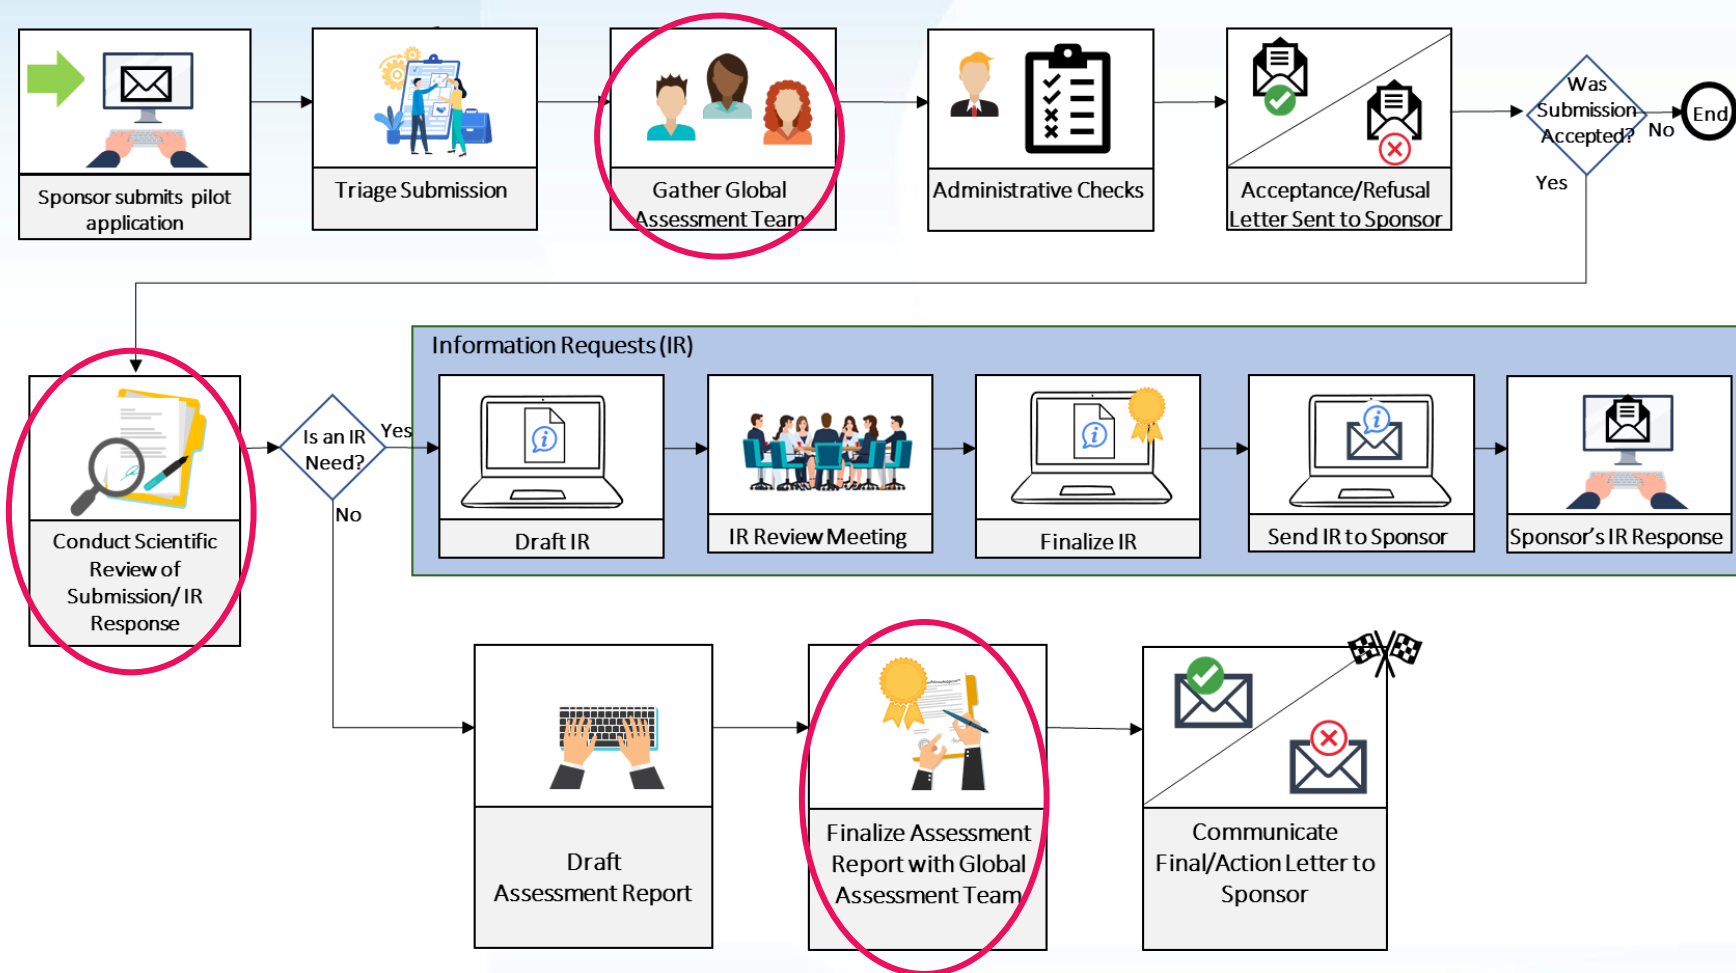 Sponsor submits pilot
application
Triage Submission
Gather Global
Assessment Team
Administrative Checks
Acceptance/Refusal
Letter Sent to Sponsor
Was
Submission
Accepted?
No
End
Yes
Information Requests (IR)
Conduct Scientific
Review of
Submission/ IR
Response
Is an IR
Need?
Yes
No
Draft IR
IR Review Meeting
Finalize IR
Send IR to Sponsor
Sponsor's IR Response
Draft
Assessment Report
Finalize Assessment
Report with Global
Assessment Team
Communicate
Final/Action Letter to
Sponsor